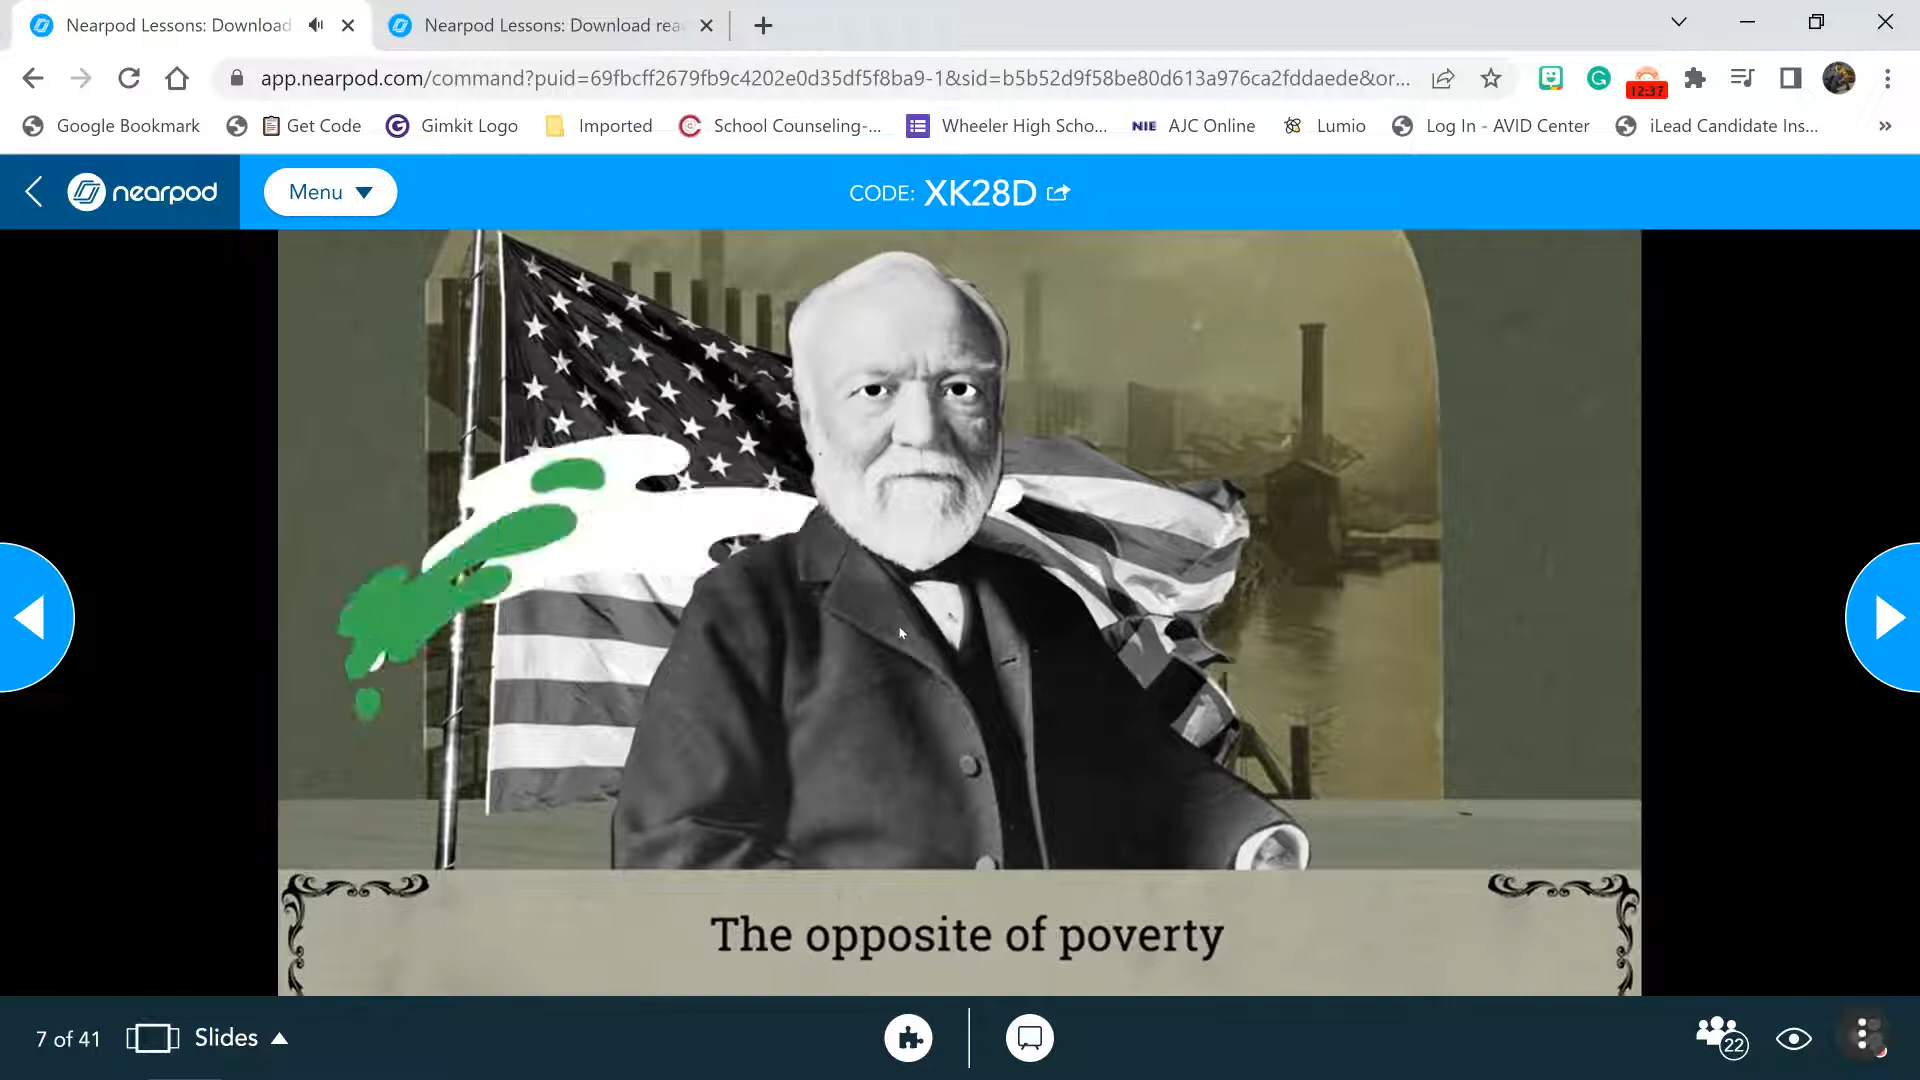 Nearpod Lessons: Download
Nearpod Lessons: Download rea
app.nearpod.com/command?puid=69fbcff2679fb9c4202e0d35df5f8ba9-1&sid=b5b52d9f58be80d613a976ca2fddaede&or...
12:37
Google Bookmark
Get Code
Gimkit Logo
Imported
School Counseling-...
Wheeler High Scho...
NIE AJC Online
Lumio
Log In - AVID Center
iLead Candidate Ins...
nearpod
Menu
CODE: XK28D
The opposite of poverty
7 of 41
Slides
22